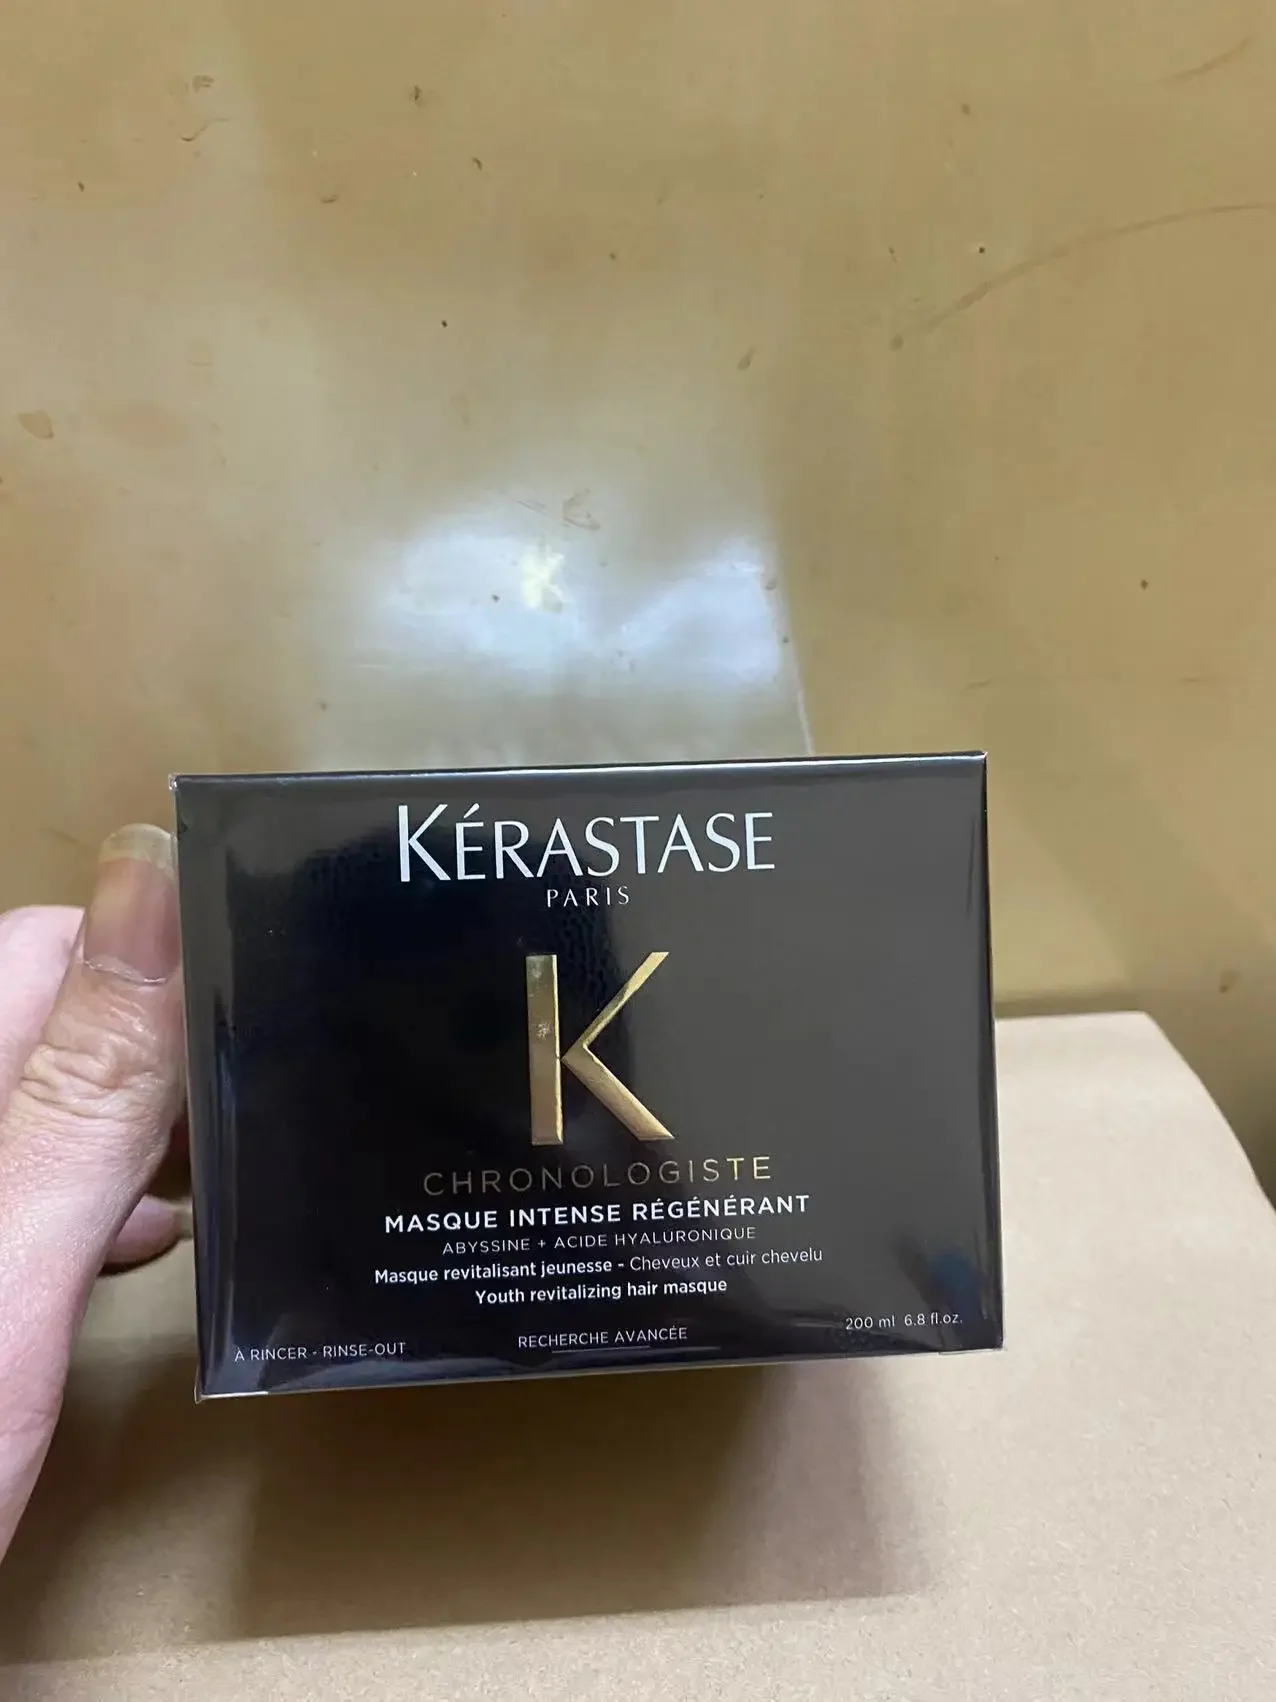 KÉRASTASE
PARIS
K
CHRONOLOGISTE
MASQUE INTENSE RÉGÉNÉRANT
ABYSSINE + ACIDE HYALURONIQUE
Masque revitalisant jeunesse - Cheveux et cuir chevelu
Youth revitalizing hair masque
200 ml 6.8 fl.oz.
À RINCER - RINSE-OUT
RECHERCHE AVANCÉE